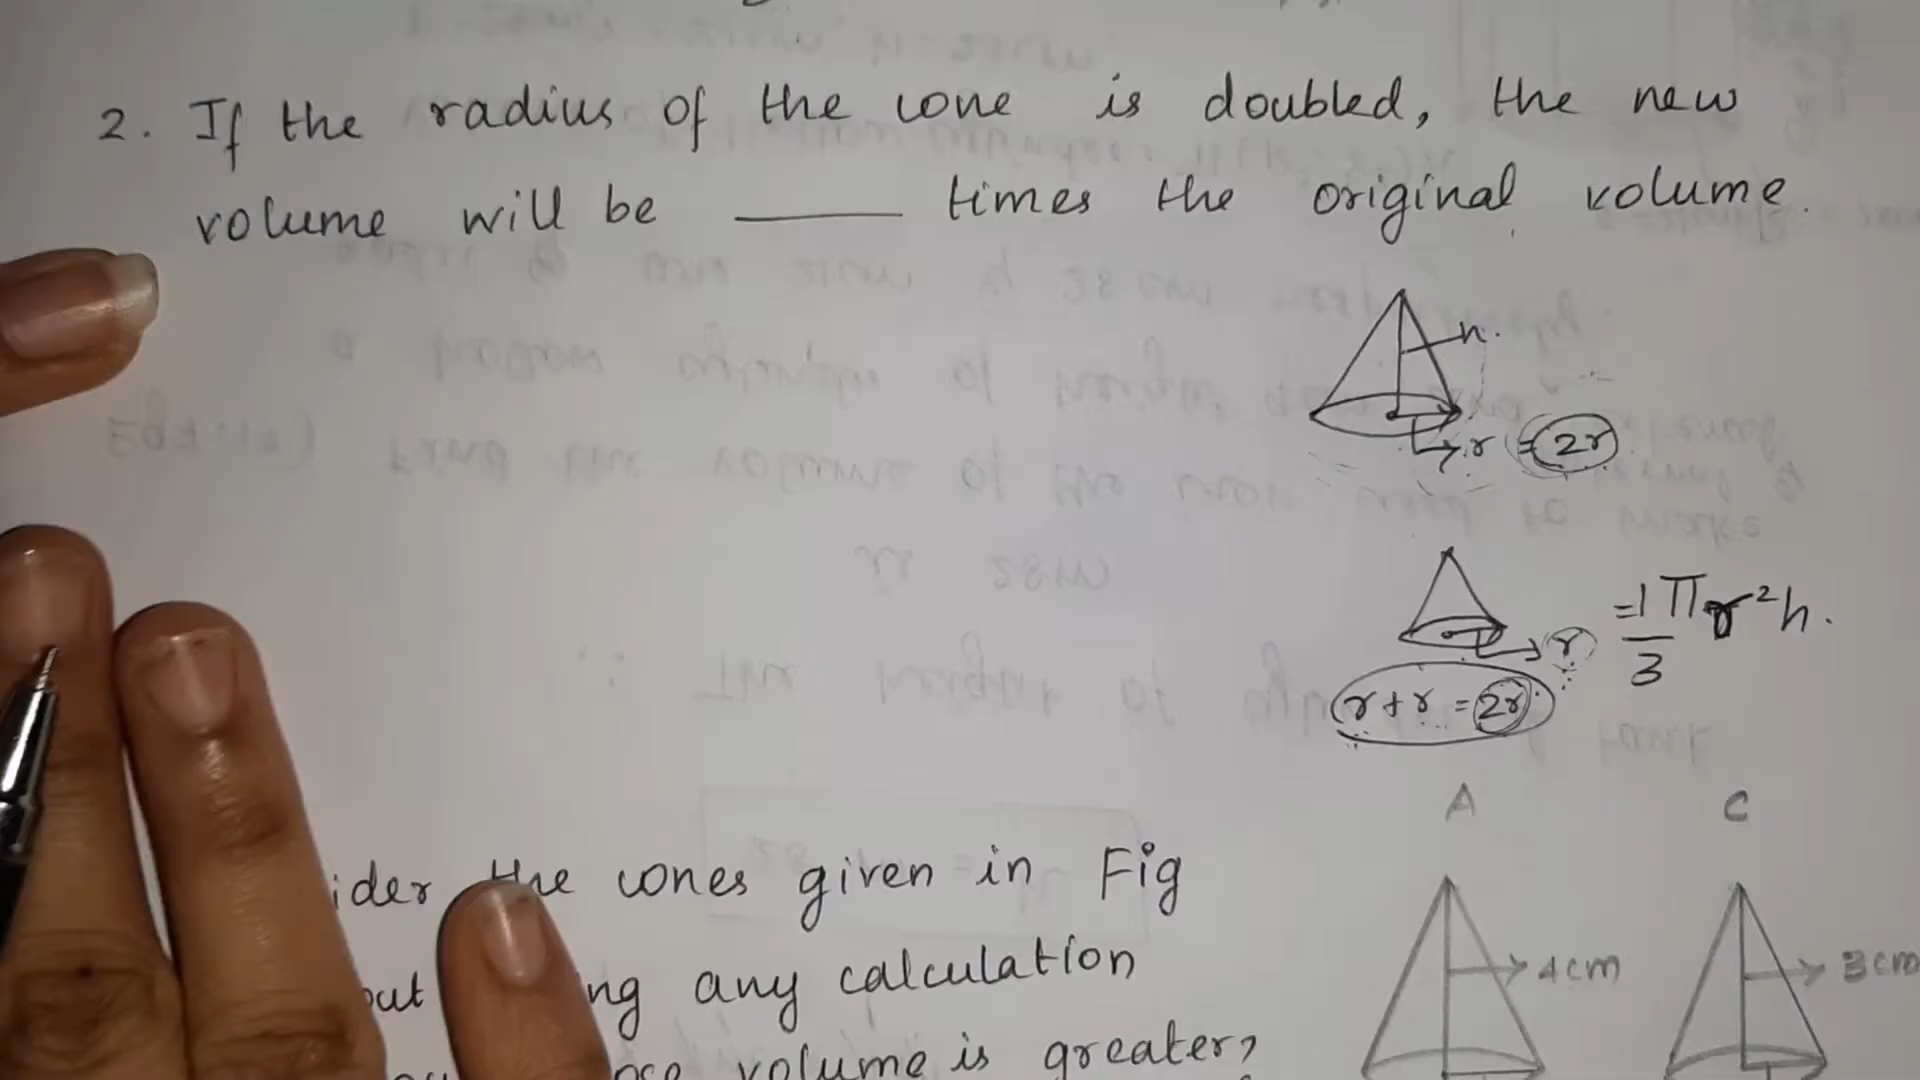 2. If the radius of the cone is doubled, the new
volume will be ______ times the original volume.
h.
r = 2r
r
= 1/3 πr²h.
r + r = 2r
A C
ider the cones given in Fig
out ng any calculation
4cm 3cm
volume is greater?